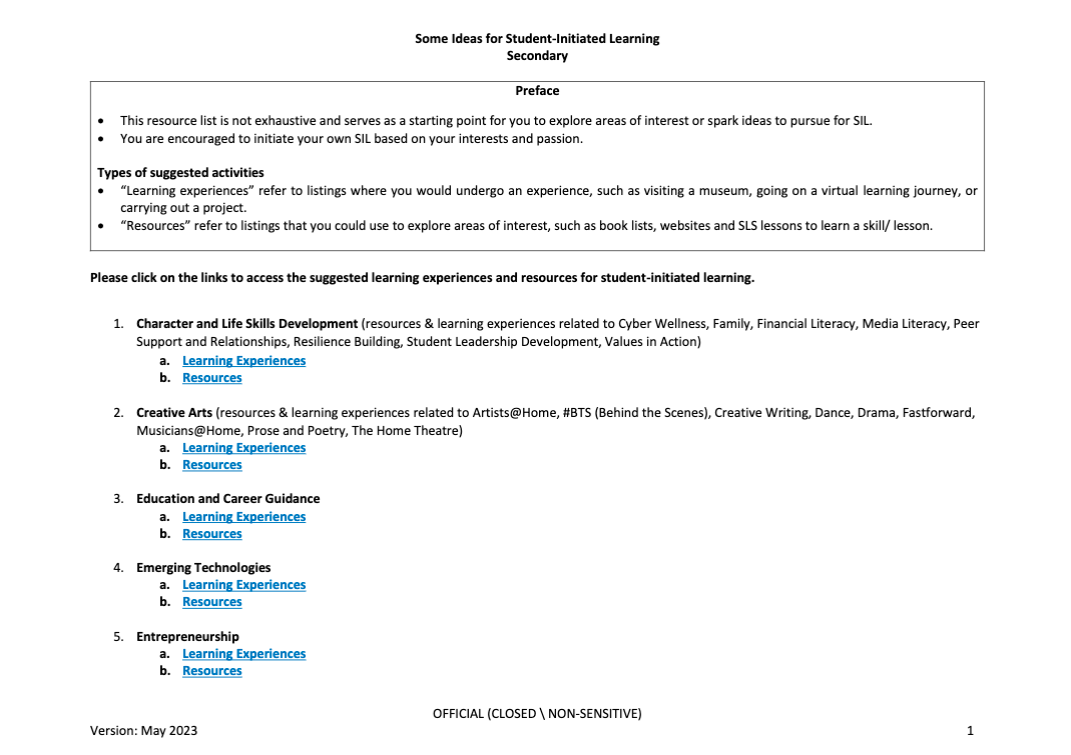 Some Ideas for Student-Initiated Learning
Secondary
Preface
• This resource list is not exhaustive and serves as a starting point for you to explore areas of interest or spark ideas to pursue for SIL.
• You are encouraged to initiate your own SIL based on your interests and passion.
Types of suggested activities
• “Learning experiences” refer to listings where you would undergo an experience, such as visiting a museum, going on a virtual learning journey, or
carrying out a project.
• “Resources” refer to listings that you could use to explore areas of interest, such as book lists, websites and SLS lessons to learn a skill/ lesson.
Please click on the links to access the suggested learning experiences and resources for student-initiated learning.
1. Character and Life Skills Development (resources & learning experiences related to Cyber Wellness, Family, Financial Literacy, Media Literacy, Peer
Support and Relationships, Resilience Building, Student Leadership Development, Values in Action)
a. Learning Experiences
b. Resources
2. Creative Arts (resources & learning experiences related to Artists@Home, #BTS (Behind the Scenes), Creative Writing, Dance, Drama, Fastforward,
Musicians@Home, Prose and Poetry, The Home Theatre)
a. Learning Experiences
b. Resources
3. Education and Career Guidance
a. Learning Experiences
b. Resources
4. Emerging Technologies
a. Learning Experiences
b. Resources
5. Entrepreneurship
a. Learning Experiences
b. Resources
OFFICIAL (CLOSED \ NON-SENSITIVE)
Version: May 2023 1